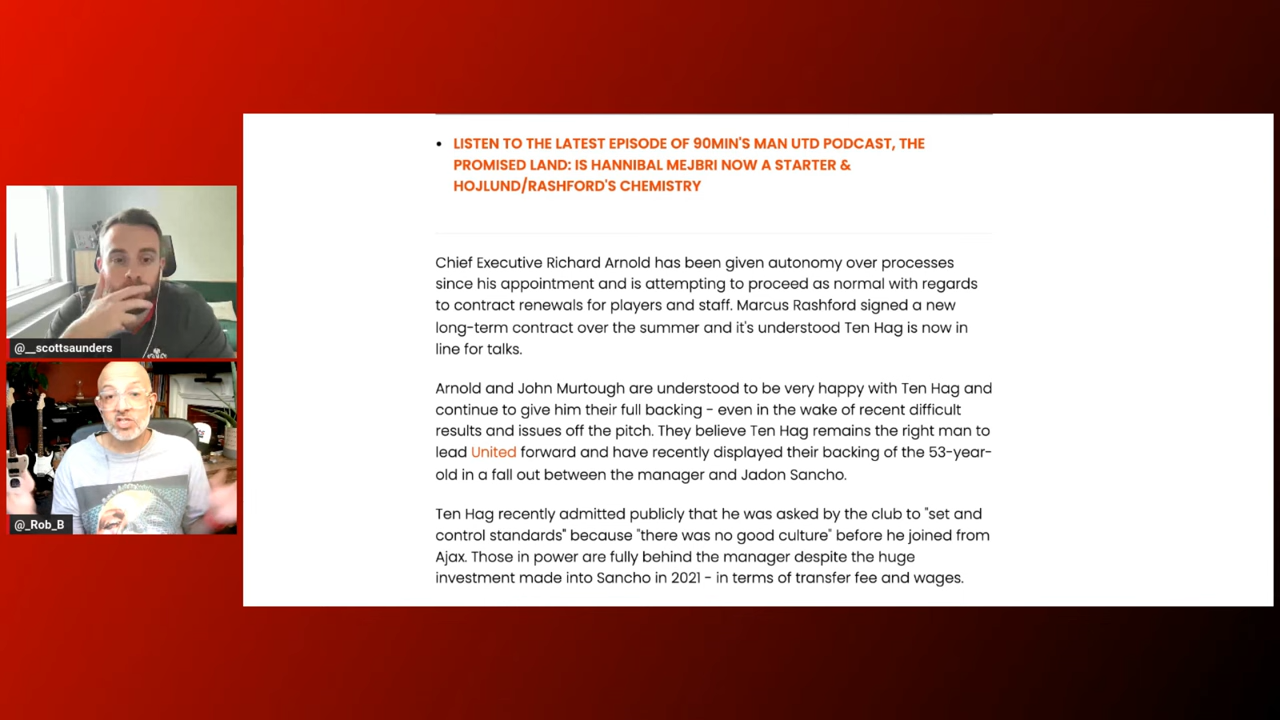 LISTEN TO THE LATEST EPISODE OF 90MIN'S MAN UTD PODCAST, THE
PROMISED LAND: IS HANNIBAL MEJBRI NOW A STARTER &
HOJLUND/RASHFORD'S CHEMISTRY
Chief Executive Richard Arnold has been given autonomy over processes
since his appointment and is attempting to proceed as normal with regards
to contract renewals for players and staff. Marcus Rashford signed a new
long-term contract over the summer and it's understood Ten Hag is now in
line for talks.
Arnold and John Murtough are understood to be very happy with Ten Hag and
continue to give him their full backing - even in the wake of recent difficult
results and issues off the pitch. They believe Ten Hag remains the right man to
lead United forward and have recently displayed their backing of the 53-year-
old in a fall out between the manager and Jadon Sancho.
Ten Hag recently admitted publicly that he was asked by the club to "set and
control standards" because "there was no good culture" before he joined from
Ajax. Those in power are fully behind the manager despite the huge
investment made into Sancho in 2021 - in terms of transfer fee and wages.
@__scottsaunders
@_Rob_B